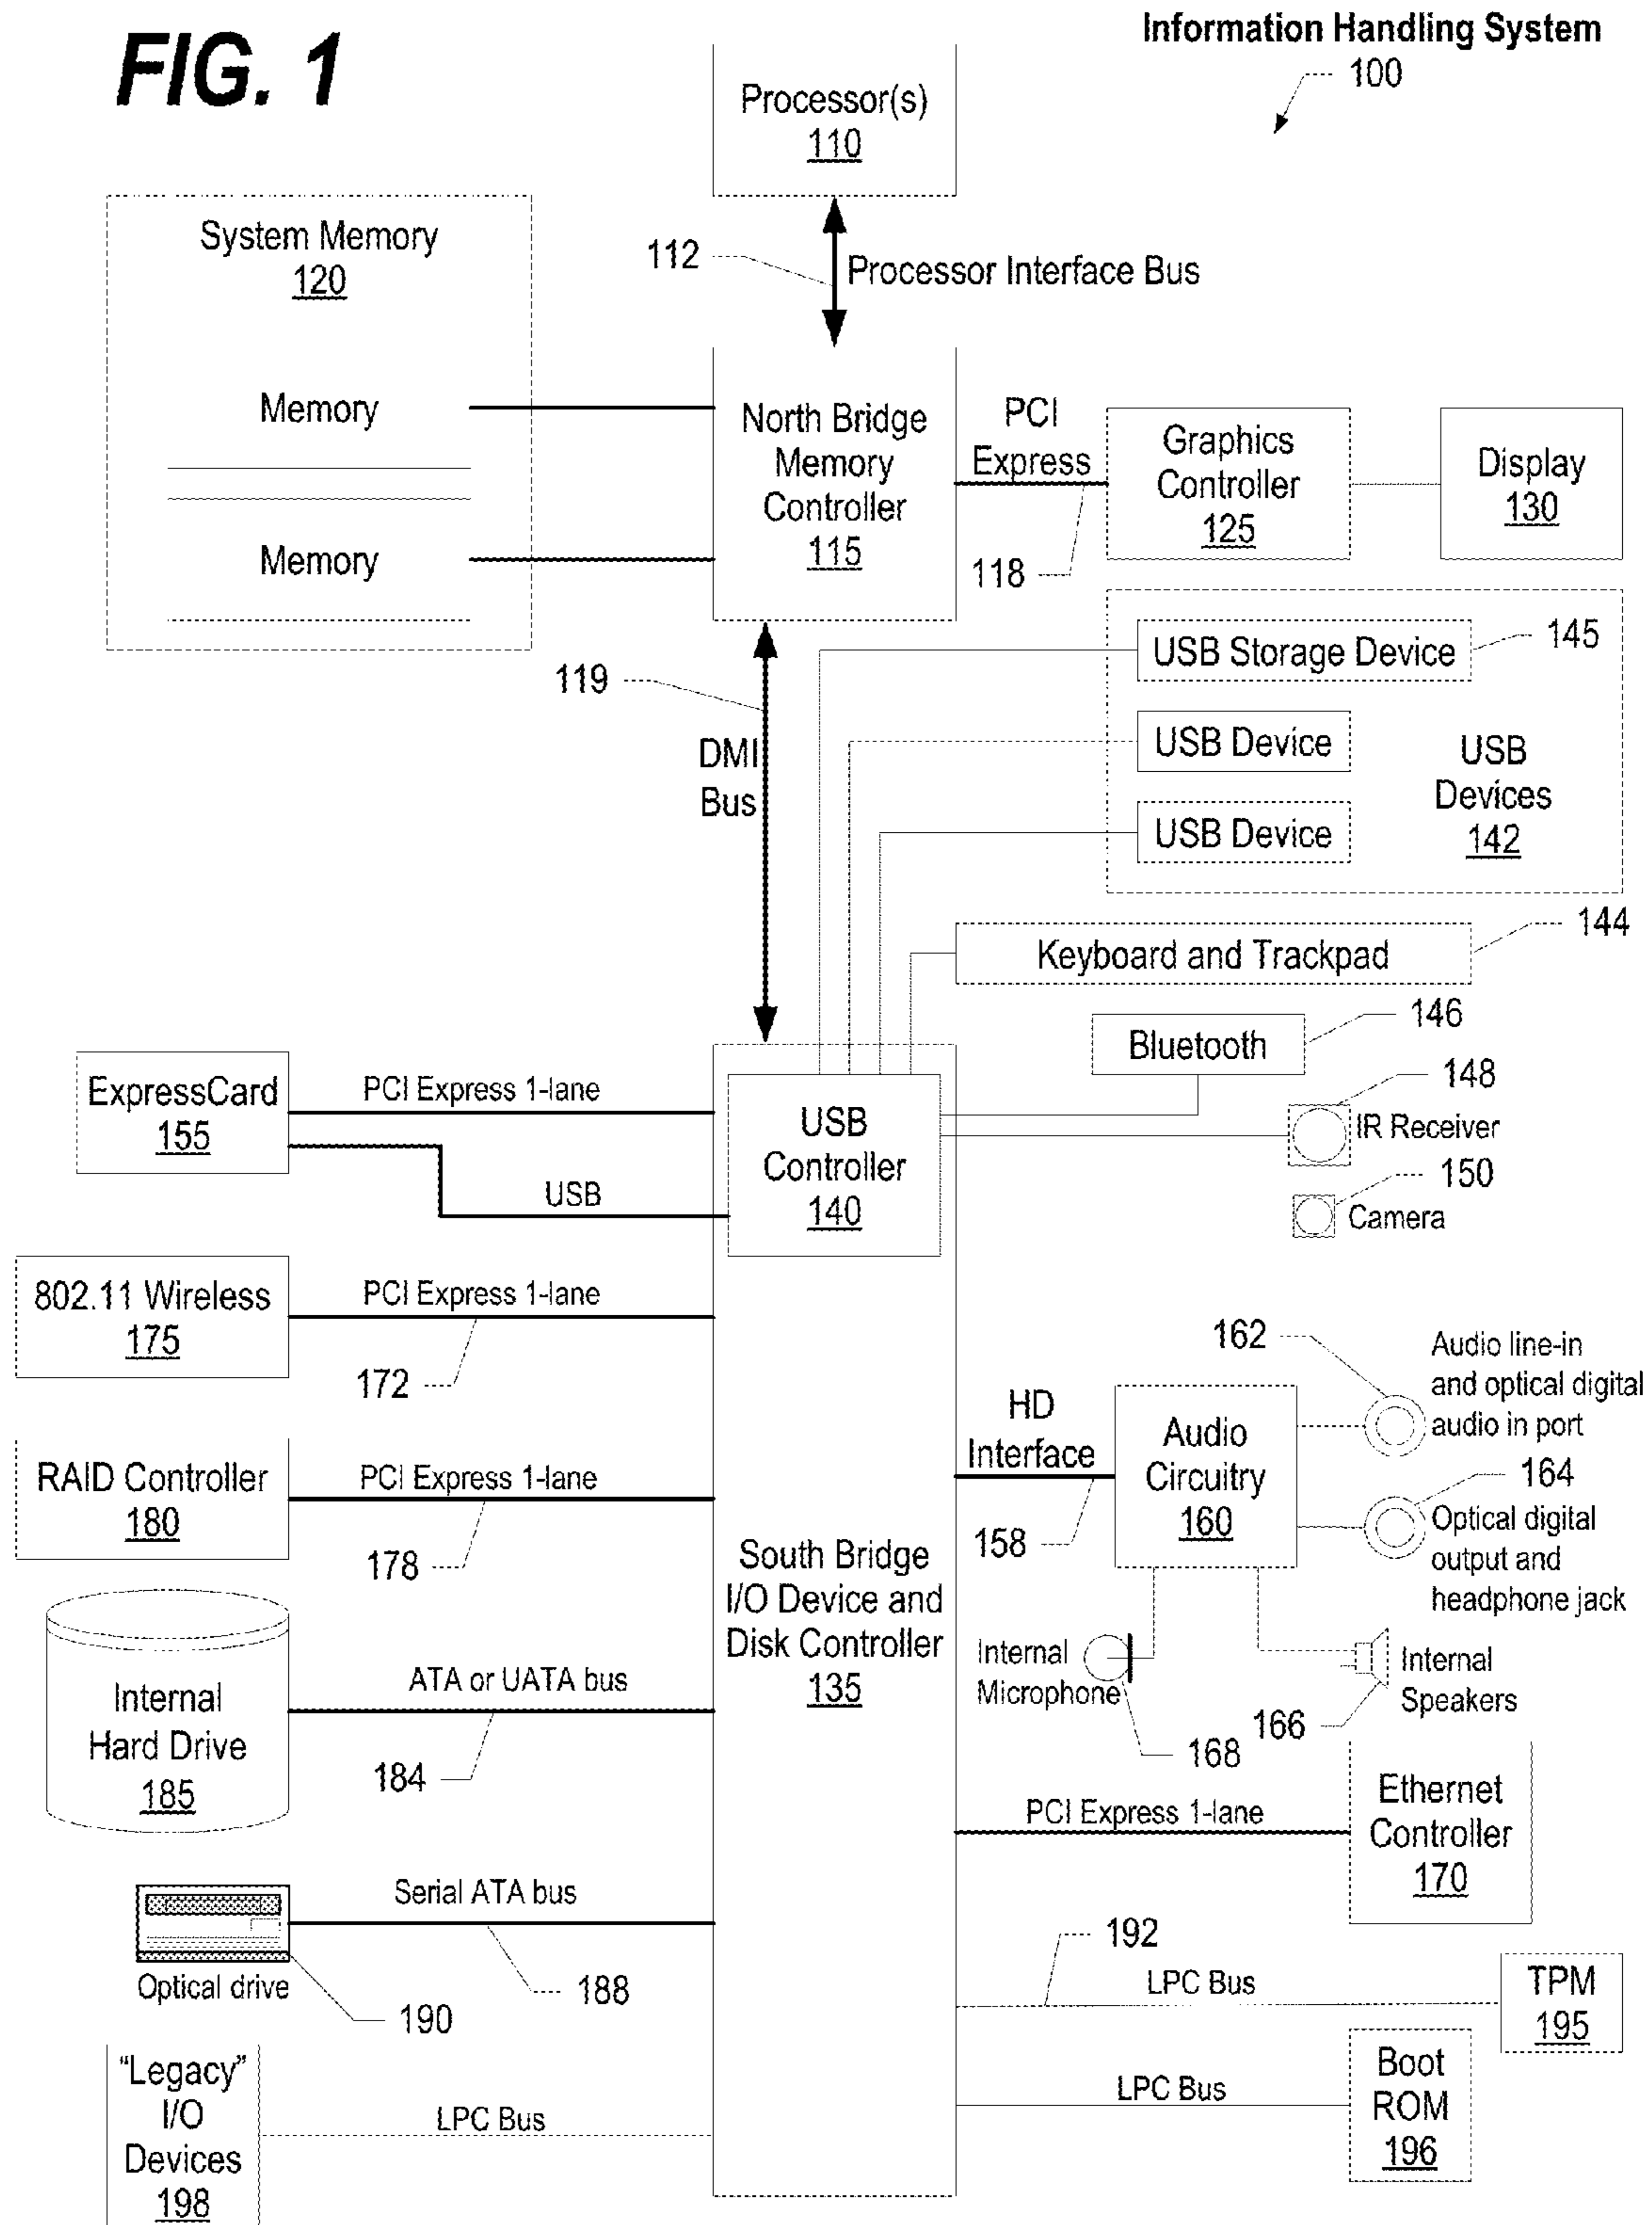 FIG. 1
Information Handling System
100
Processor(s)
110
System Memory
120
112
Processor Interface Bus
Memory
Memory
North Bridge
Memory
Controller
115
PCI
Express
118
Graphics
Controller
125
Display
130
119
DMI
Bus
USB Storage Device
145
USB Device
USB Device
USB
Devices
142
Keyboard and Trackpad
144
Bluetooth
146
148
IR Receiver
150
Camera
ExpressCard
155
PCI Express 1-lane
USB
USB
Controller
140
802.11 Wireless
175
PCI Express 1-lane
172
RAID Controller
180
PCI Express 1-lane
178
South Bridge
I/O Device and
Disk Controller
135
HD
Interface
158
Audio
Circuitry
160
162
Audio line-in
and optical digital
audio in port
164
Optical digital
output and
headphone jack
Internal
Microphone
168
Internal
Speakers
166
Internal
Hard Drive
185
ATA or UATA bus
184
PCI Express 1-lane
Ethernet
Controller
170
Serial ATA bus
188
Optical drive
190
192
LPC Bus
TPM
195
LPC Bus
Boot
ROM
196
“Legacy”
I/O
Devices
198
LPC Bus